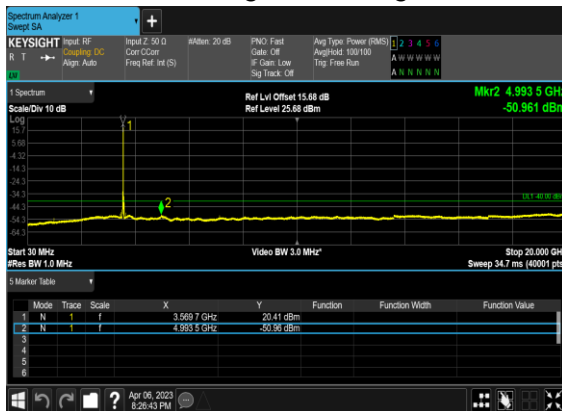 Spectrum Analyzer 1
Swept SA
KEYSIGHT Input: RF Input Z: 50 Ω #Atten: 20 dB PNO: Fast Avg Type: Power (RMS) 1 2 3 4 5 6
R T Coupling: DC Corr CCorr Gate: Off Avg|Hold: 100/100 A W W W W W
Align: Auto Freq Ref: Int (S) IF Gain: Low Trig: Free Run
Sig Track: Off A N N N N N
1 Spectrum
Ref Lvl Offset 15.68 dB Mkr2 4.993 5 GHz
Scale/Div 10 dB Ref Level 25.68 dBm -50.961 dBm
Log
15.7
1
5.68
-4.32
-14.3
-24.3
-34.3
DL1 -40.00 dBm
2
-44.3
-54.3
-64.3
Start 30 MHz Video BW 3.0 MHz* Stop 20.000 GHz
#Res BW 1.0 MHz Sweep 34.7 ms (40001 pts)
5 Marker Table
Mode Trace Scale X Y Function Function Width Function Value
1 N 1 f 3.569 7 GHz 20.41 dBm
2 N 1 f 4.993 5 GHz -50.96 dBm
3
4
5
6
Apr 06, 2023
8:26:43 PM